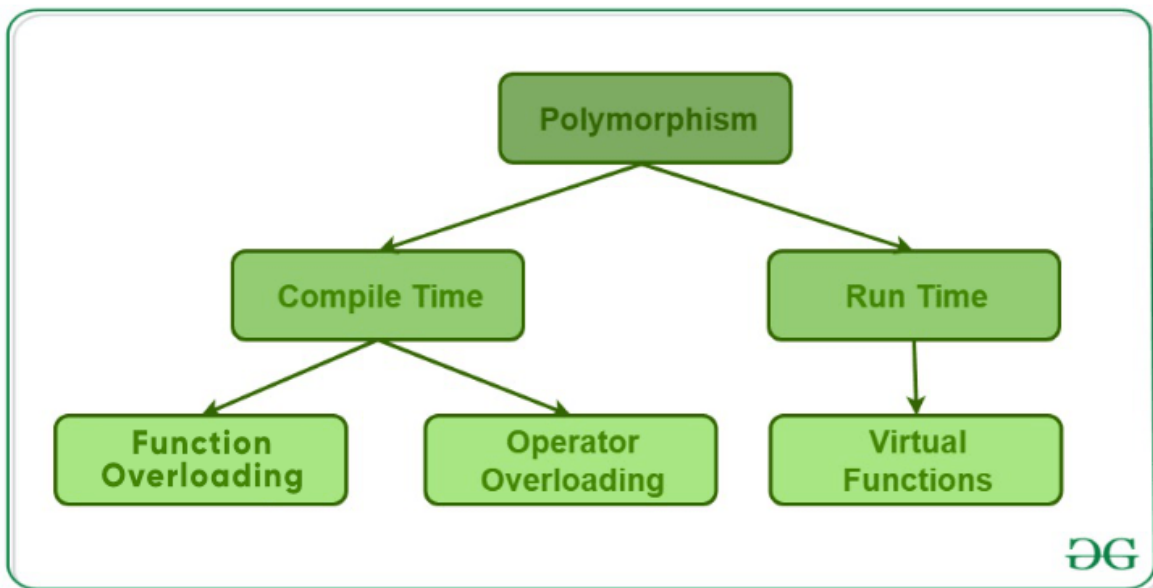 Polymorphism
Compile Time
Run Time
Function
Overloading
Operator
Overloading
Virtual
Functions